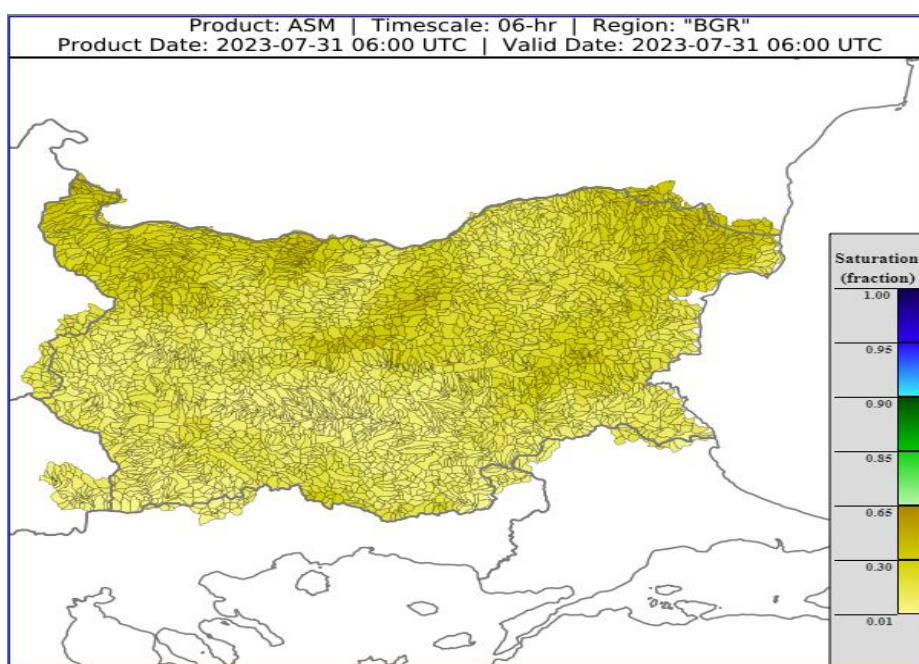 Product: ASM | Timescale: 06-hr | Region: "BGR"
Product Date: 2023-07-31 06:00 UTC | Valid Date: 2023-07-31 06:00 UTC
Saturation
(fraction)
1.00
0.95
0.90
0.85
0.65
0.30
0.01